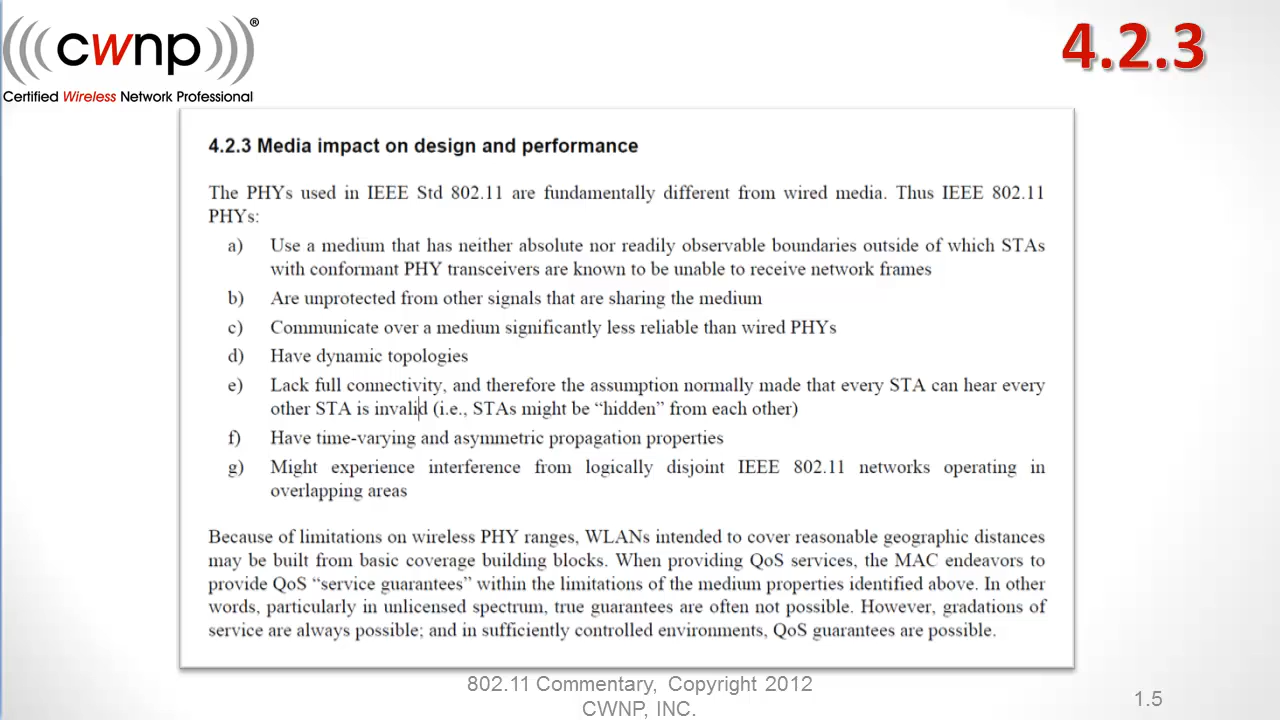 cwnp®
Certified Wireless Network Professional
4.2.3
4.2.3 Media impact on design and performance
The PHYs used in IEEE Std 802.11 are fundamentally different from wired media. Thus IEEE 802.11
PHYs:
a) Use a medium that has neither absolute nor readily observable boundaries outside of which STAs
with conformant PHY transceivers are known to be unable to receive network frames
b) Are unprotected from other signals that are sharing the medium
c) Communicate over a medium significantly less reliable than wired PHYs
d) Have dynamic topologies
e) Lack full connectivity, and therefore the assumption normally made that every STA can hear every
other STA is invalid (i.e., STAs might be “hidden” from each other)
f) Have time-varying and asymmetric propagation properties
g) Might experience interference from logically disjoint IEEE 802.11 networks operating in
overlapping areas
Because of limitations on wireless PHY ranges, WLANs intended to cover reasonable geographic distances
may be built from basic coverage building blocks. When providing QoS services, the MAC endeavors to
provide QoS “service guarantees” within the limitations of the medium properties identified above. In other
words, particularly in unlicensed spectrum, true guarantees are often not possible. However, gradations of
service are always possible; and in sufficiently controlled environments, QoS guarantees are possible.
802.11 Commentary, Copyright 2012
CWNP, INC.
1.5